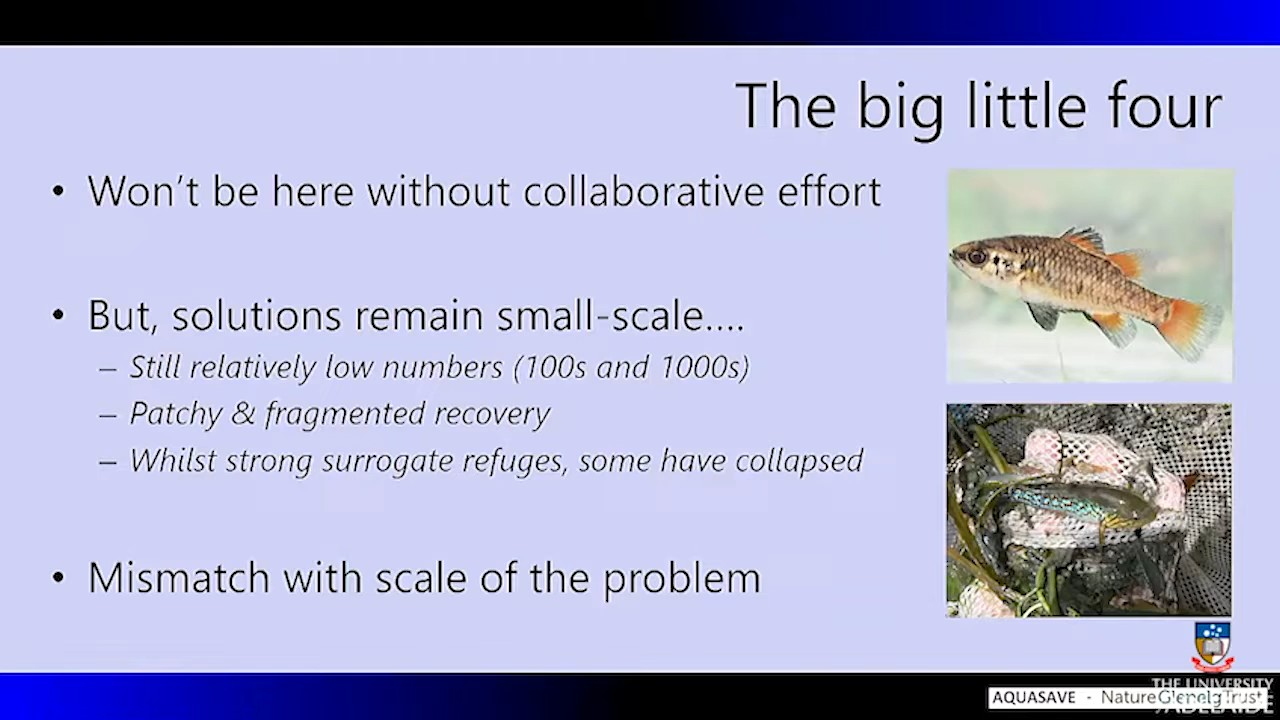 The big little four
• Won’t be here without collaborative effort
• But, solutions remain small-scale....
– Still relatively low numbers (100s and 1000s)
– Patchy & fragmented recovery
– Whilst strong surrogate refuges, some have collapsed
• Mismatch with scale of the problem
THE UNIVERSITY
of ADELAIDE
AQUASAVE - NatureGlenelgTrust